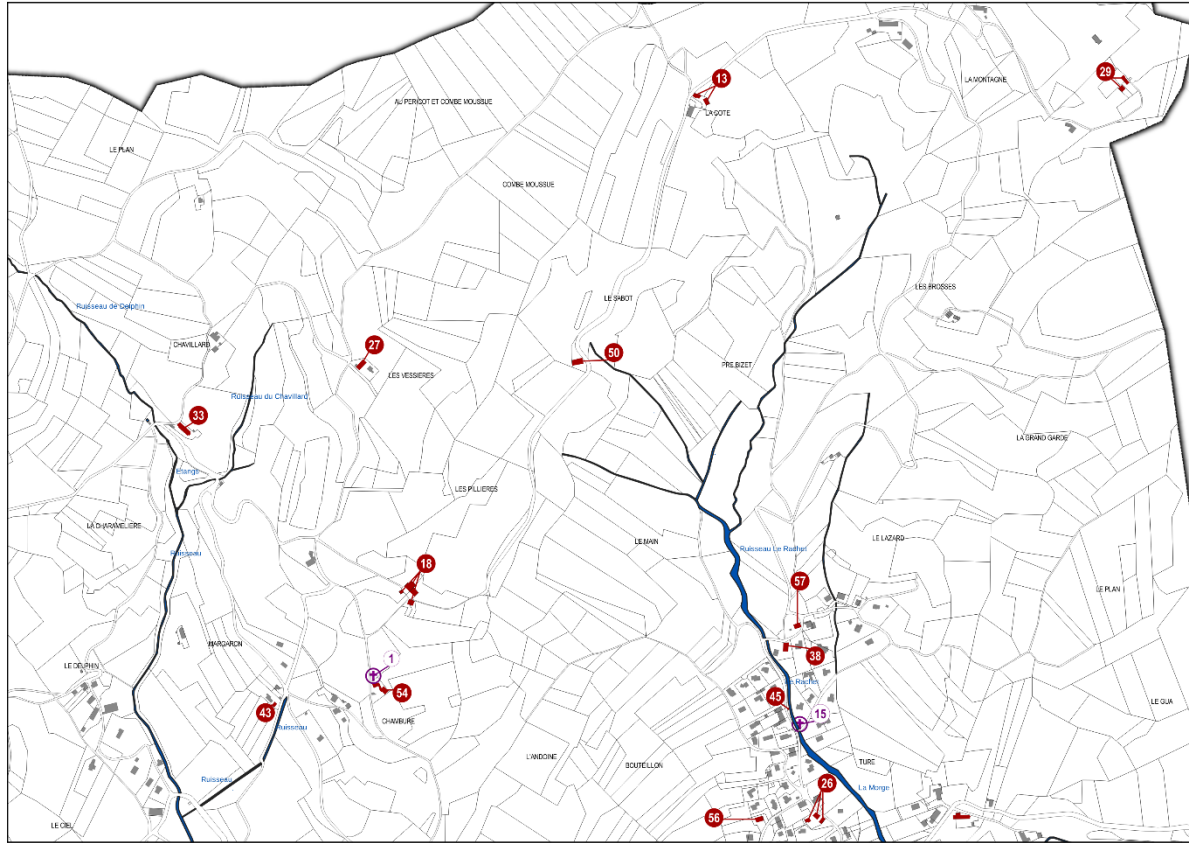 13
29
LA MONTAGNE
AU PERICOT ET COMBE MOUSSUE
LA COTE
LE PLAN
COMBE MOUSSUE
LES BROSSES
LE SABOT
Ruisseau de Delphin
CHAVILLARD
27
50
PRE BIZET
LES VESSIERES
Ruisseau du Chavillard
33
LA GRAND GARDE
Etangs
LES PILLIERES
LA CHARAVELIERE
LE NAIN
LE LAZARD
Ruisseau
Ruisseau Le Rachet
18
57
LE PLAN
MARGARON
38
LE DELPHIN
1
54
45
LE GUA
43
15
CHAMBURE
Ruisseau
L'ANDOINE
BOUTEILLON
TURE
Ruisseau
26
La Morge
56
LE CIEL